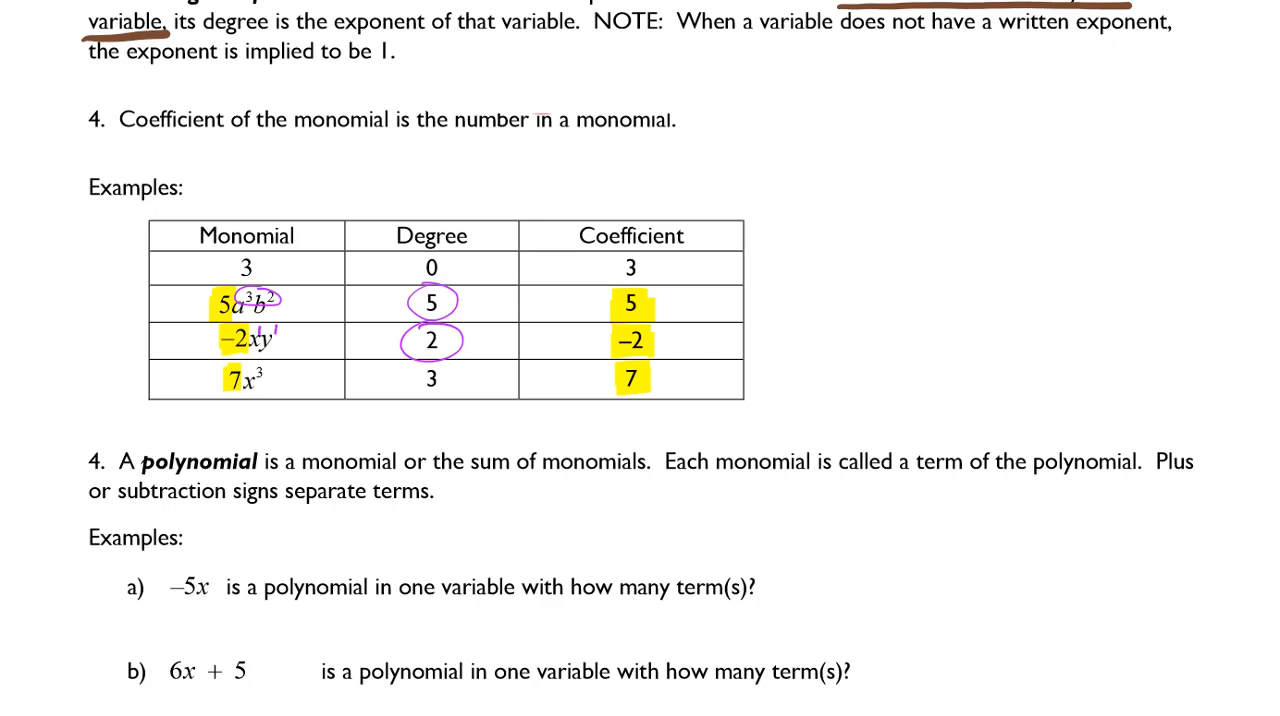 variable, its degree is the exponent of that variable. NOTE: When a variable does not have a written exponent,
the exponent is implied to be 1.
4. Coefficient of the monomial is the number in a monomial.
Examples:
Monomial Degree Coefficient
3 0 3
5a³b² 5 5
–2x¹y¹ 2 –2
7x³ 3 7
4. A polynomial is a monomial or the sum of monomials. Each monomial is called a term of the polynomial. Plus
or subtraction signs separate terms.
Examples:
a) –5x is a polynomial in one variable with how many term(s)?
b) 6x + 5 is a polynomial in one variable with how many term(s)?